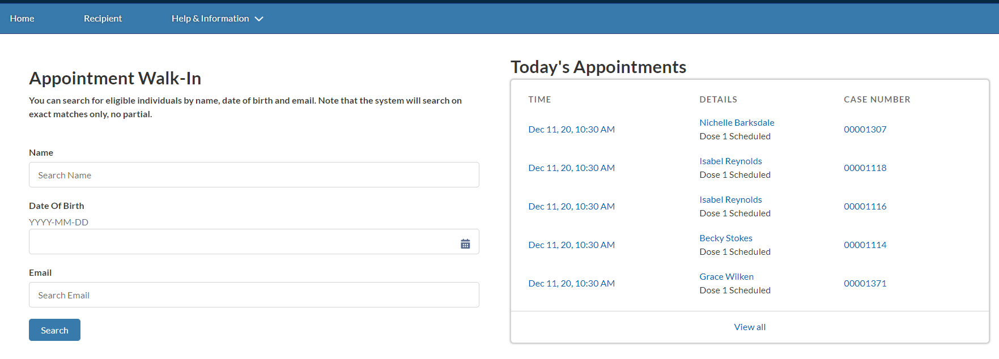 Home Recipient Help & Information
Appointment Walk-In
You can search for eligible individuals by name, date of birth and email. Note that the system will search on
exact matches only, no partial.
Name
Search Name
Date Of Birth
YYYY-MM-DD
Email
Search Email
Search
Today's Appointments
TIME DETAILS CASE NUMBER
Dec 11, 20, 10:30 AM Nichelle Barksdale 00001307
Dose 1 Scheduled
Dec 11, 20, 10:30 AM Isabel Reynolds 00001118
Dose 1 Scheduled
Dec 11, 20, 10:30 AM Isabel Reynolds 00001116
Dose 1 Scheduled
Dec 11, 20, 10:30 AM Becky Stokes 00001114
Dose 1 Scheduled
Dec 11, 20, 10:30 AM Grace Wilken 00001371
Dose 1 Scheduled
View all